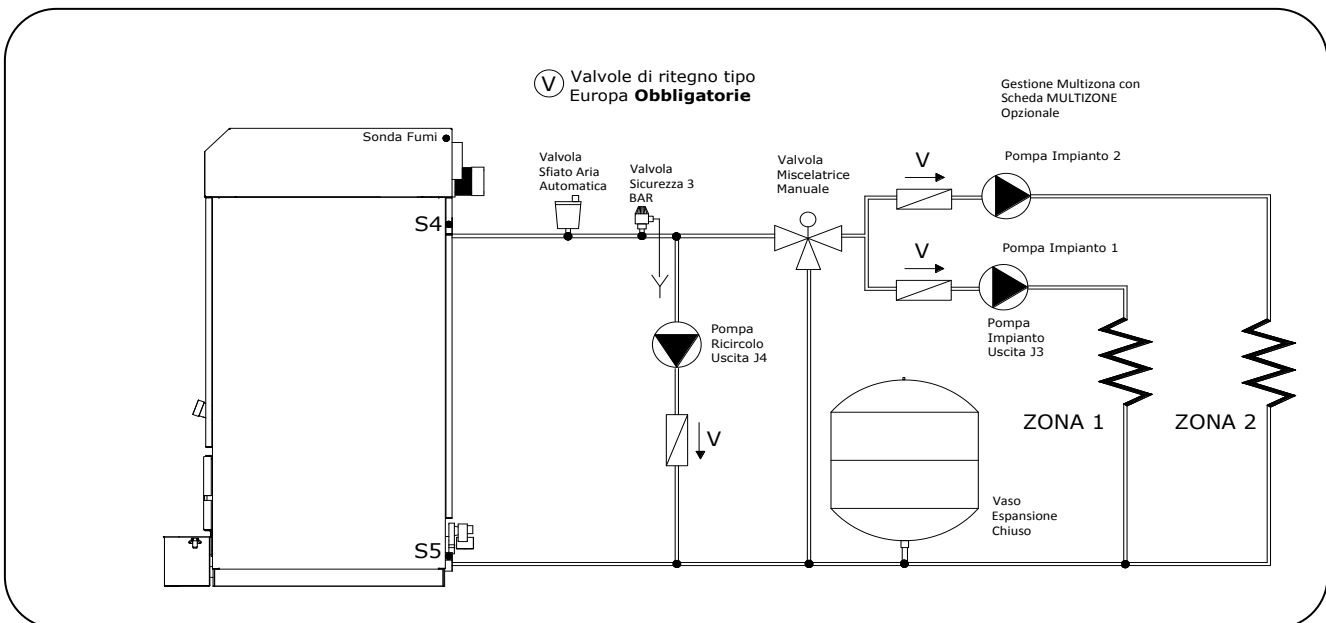 V Valvole di ritegno tipo
Europa Obbligatorie
Gestione Multizona con
Scheda MULTIZONE
Opzionale
Sonda Fumi
Valvola
Sfiato Aria
Automatica
Valvola
Sicurezza 3
BAR
Valvola
Miscelatrice
Manuale
V
Pompa Impianto 2
S4
V
Pompa Impianto 1
Pompa
Ricircolo
Uscita J4
Pompa
Impianto
Uscita J3
V
ZONA 1
ZONA 2
Vaso
Espansione
Chiuso
S5